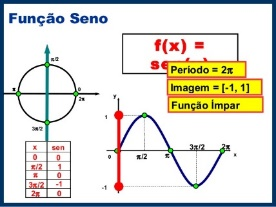 Função Seno
f(x) =
Periodo = 2π
Imagem = [-1, 1]
Função Ímpar
π/2
π
0
2π
3π/2
x sen
0 0
π/2 1
π 0
3π/2 -1
2π 0
y
1
0
π/2
π
3π/2
2π
x
-1